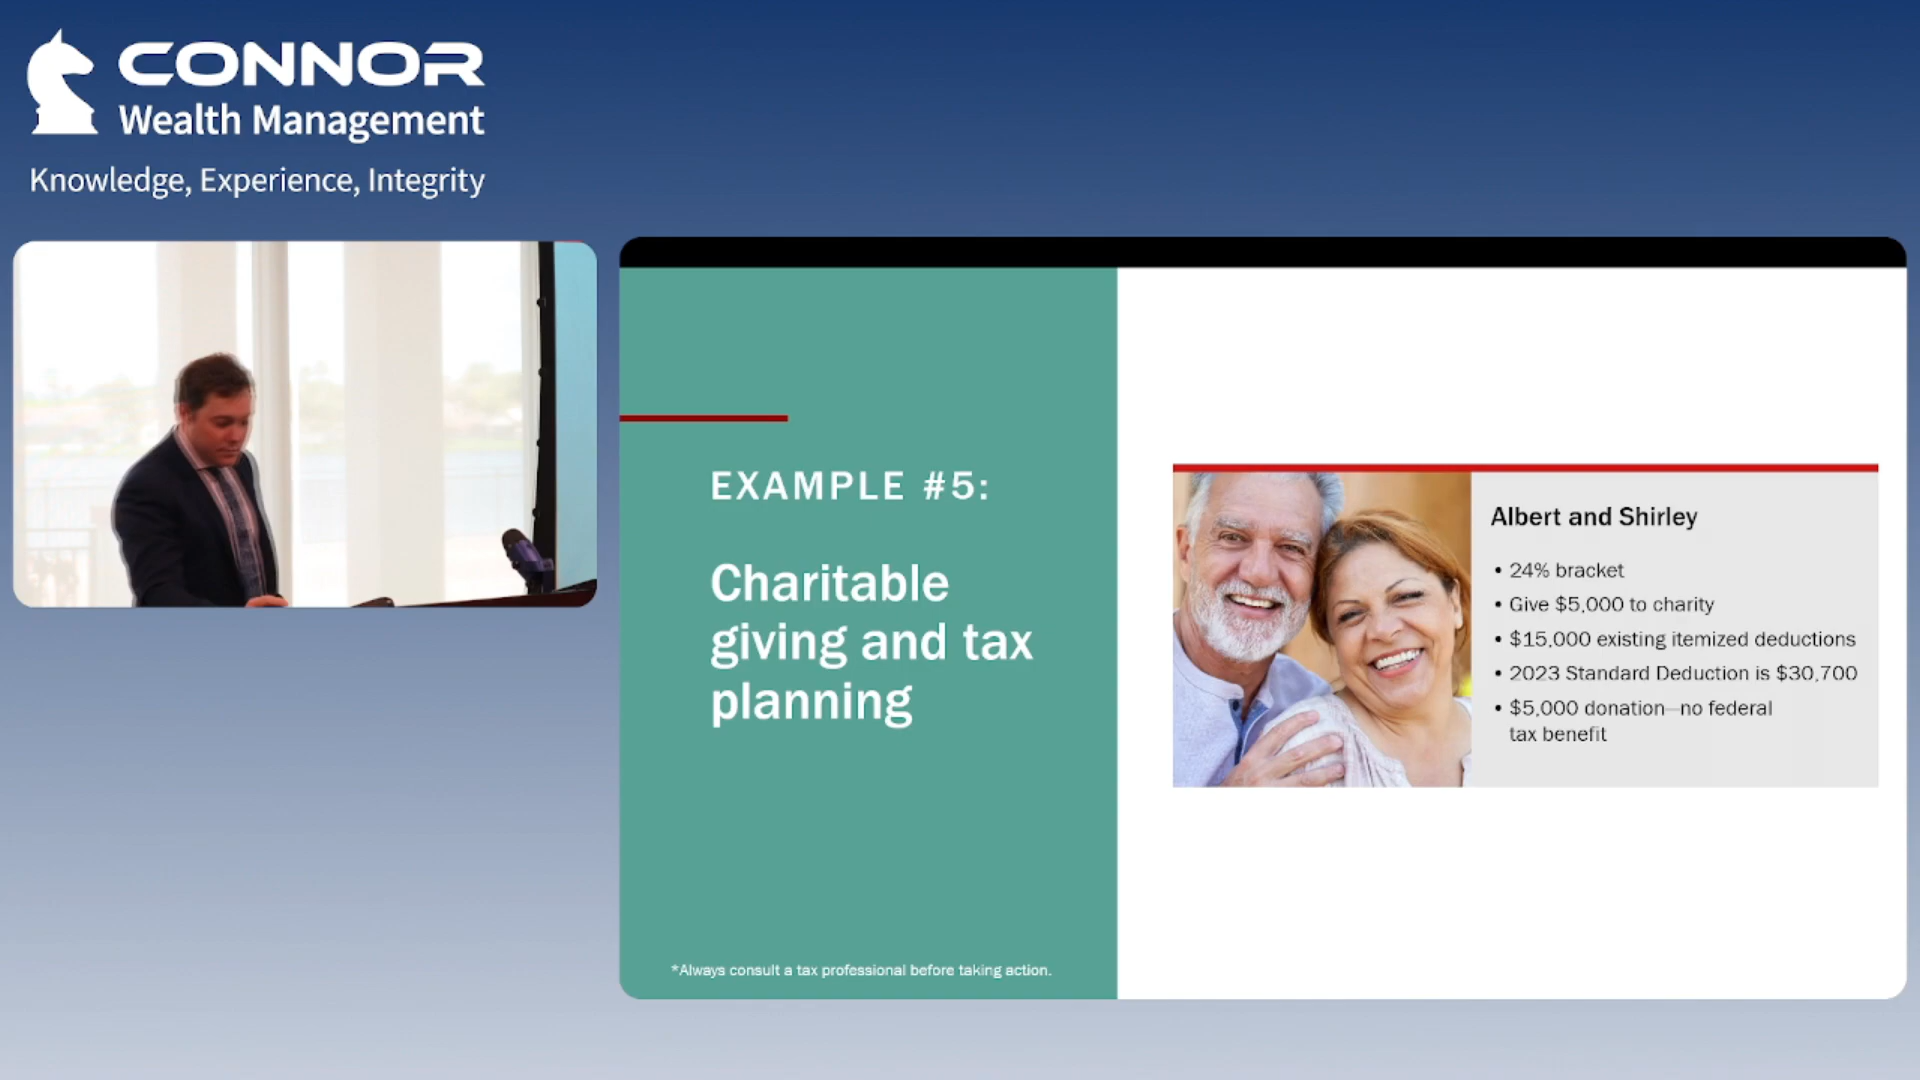 CONNOR
Wealth Management
Knowledge, Experience, Integrity
EXAMPLE #5:
Charitable
giving and tax
planning
*Always consult a tax professional before taking action.
Albert and Shirley
• 24% bracket
• Give $5,000 to charity
• $15,000 existing itemized deductions
• 2023 Standard Deduction is $30,700
• $5,000 donation—no federal
tax benefit